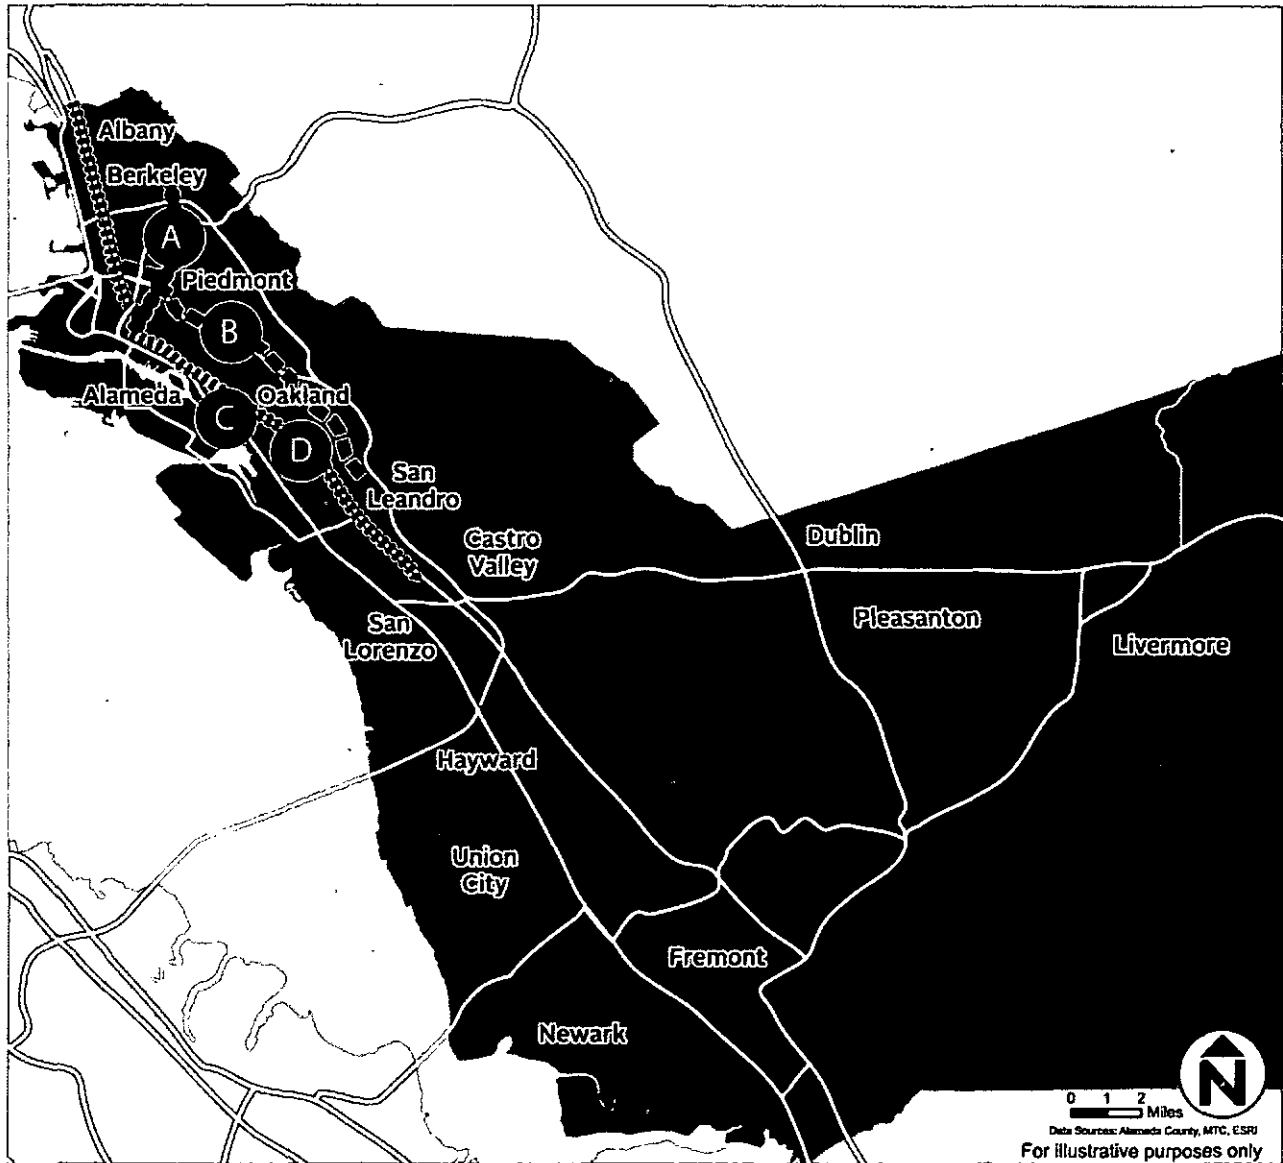 Albany
Berkeley
A
Piedmont
B
Alameda
Oakland
C
D
San
Leandro
Castro
Valley
Dublin
San
Lorenzo
Pleasanton
Livermore
Hayward
Union
City
Fremont
Newark
N
0 1 2
Miles
Data Sources: Alameda County, MTC, ESRI
For illustrative purposes only